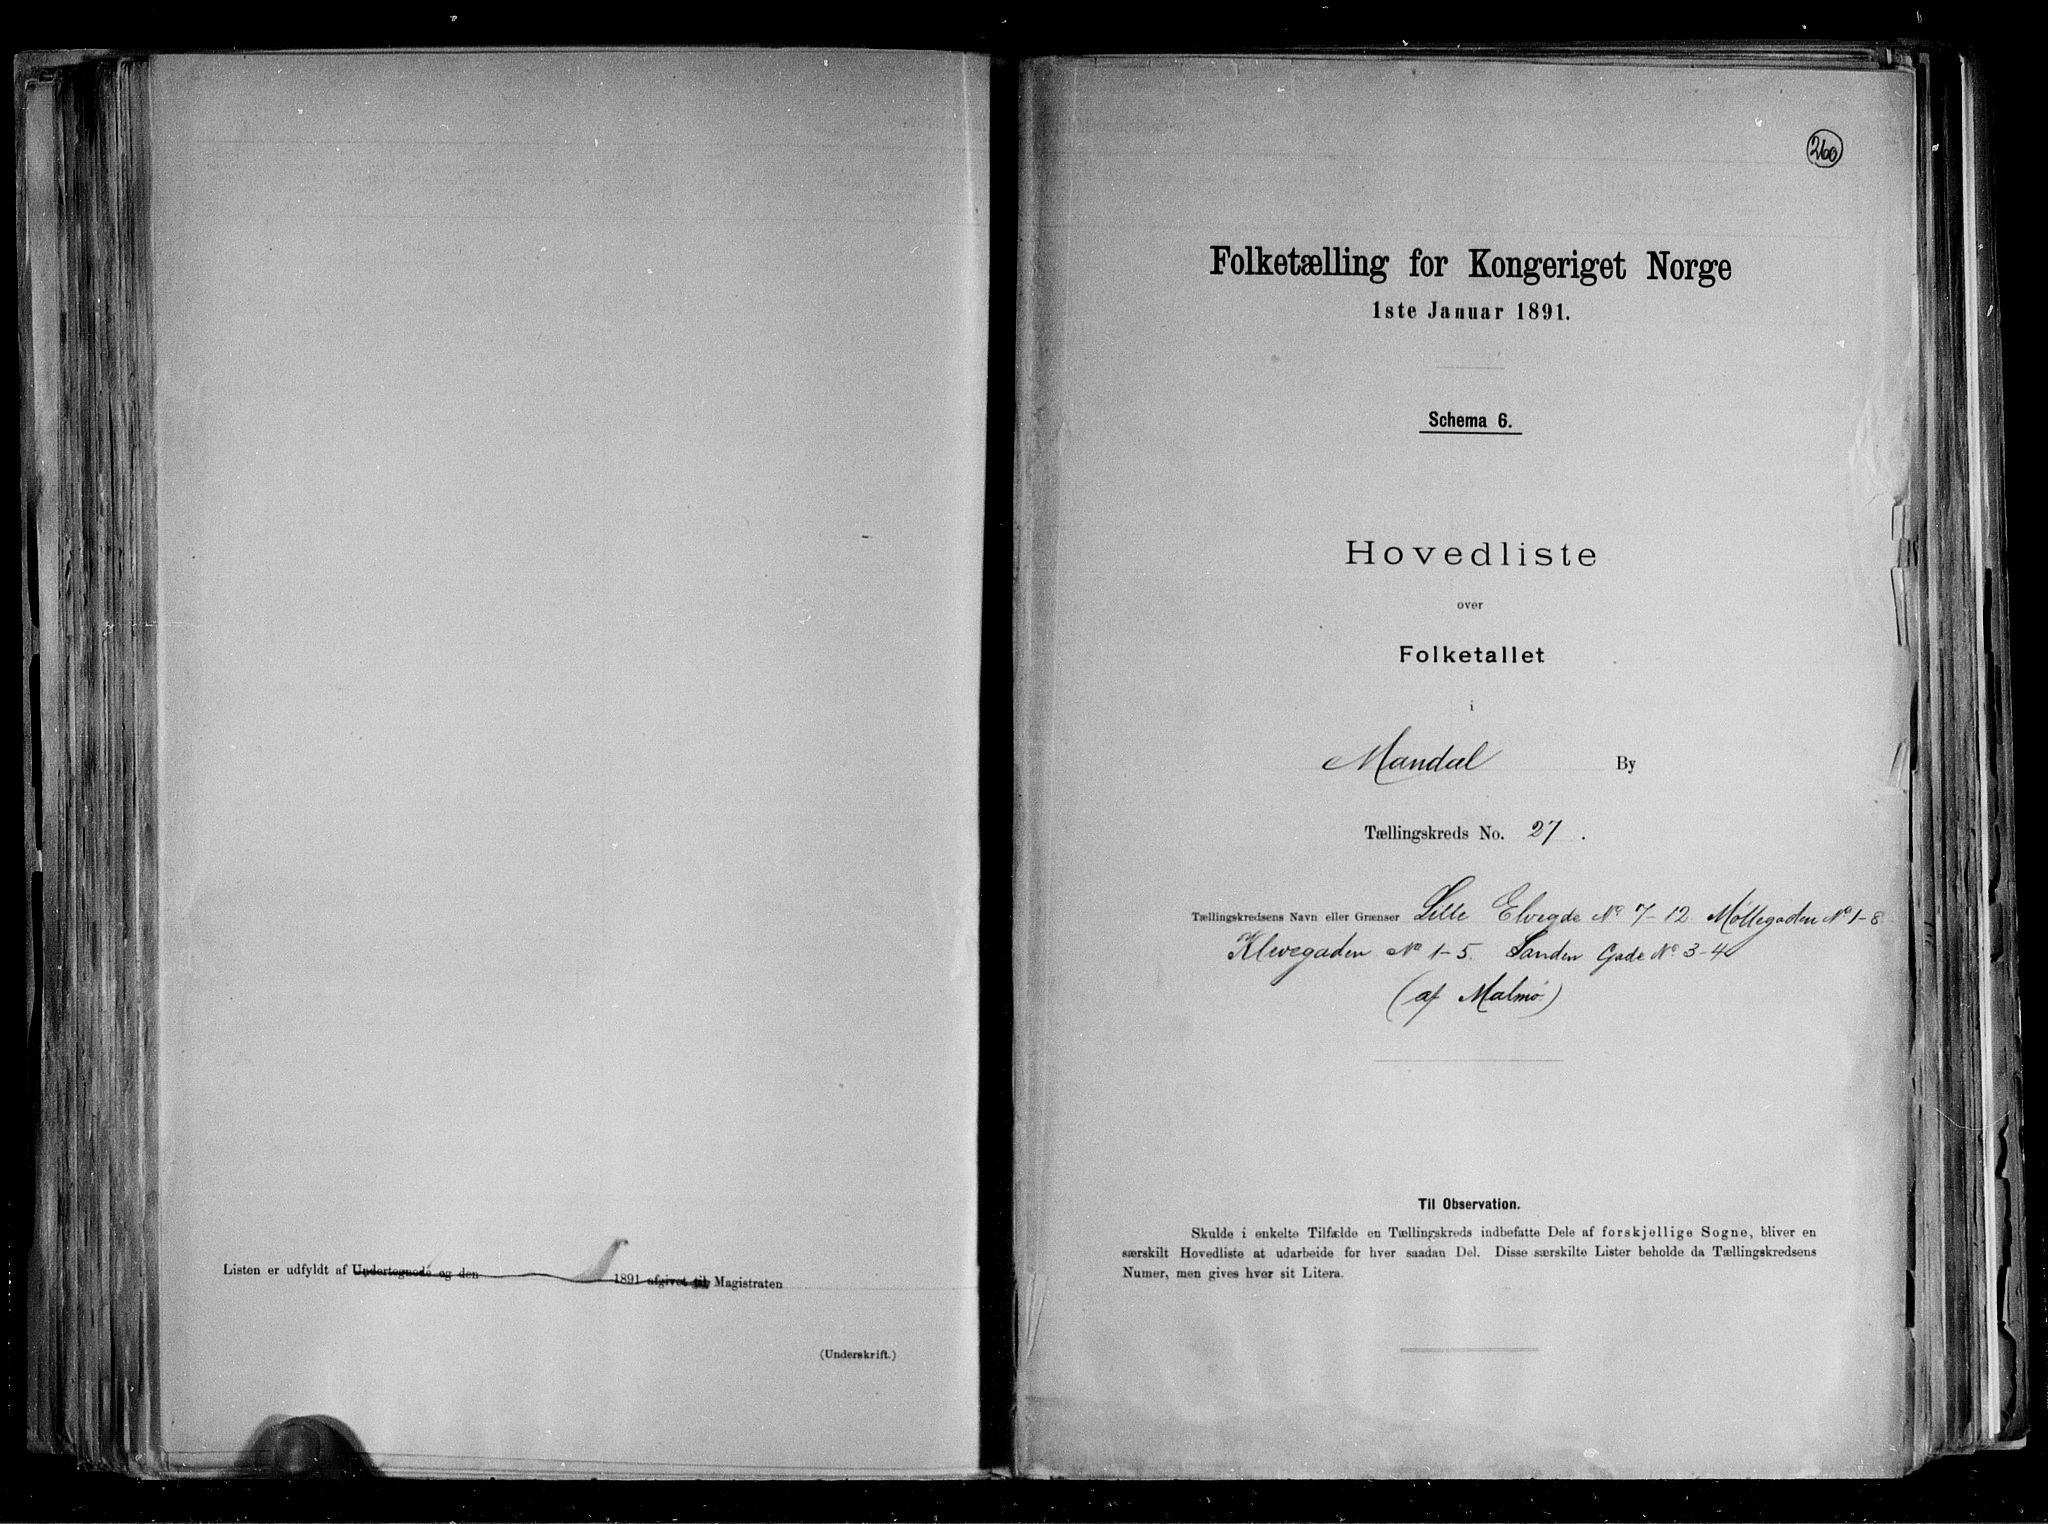 Listen er udfyldt af Undertegnede og den 1891 afgivet til Magistraten
(Underskrift.)
260
Folketælling for Kongeriget Norge
1ste Januar 1891.
Schema 6.
Hovedliste
over
Folketallet
i
Mandal By
Tællingskreds No. 27.
Tællingskredsens Navn eller Grænser Lille Elvegde No 7-12 Møllegaden No 1-8
Klevegaden No 1-5. Sanden Gade No 3-4
(af Malmø)
Til Observation.
Skulde i enkelte Tilfælde en Tællingskreds indbefatte Dele af forskjellige Sogne, bliver en
særskilt Hovedliste at udarbeide for hver saadan Del. Disse særskilte Lister beholde da Tællingskredsens
Numer, men gives hver sit Litera.